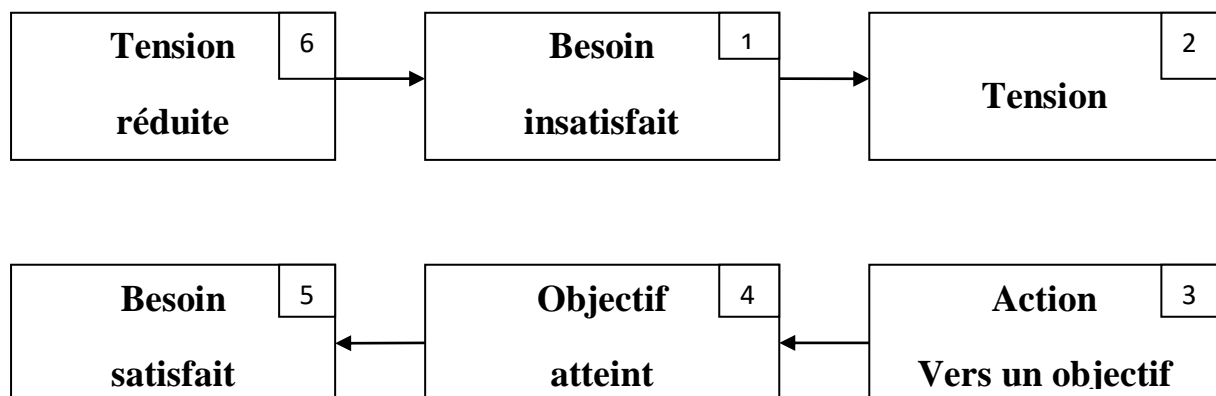 Tension 6
réduite
Besoin 1
insatisfait
2
Tension
Besoin 5
satisfait
Objectif 4
atteint
Action 3
Vers un objectif